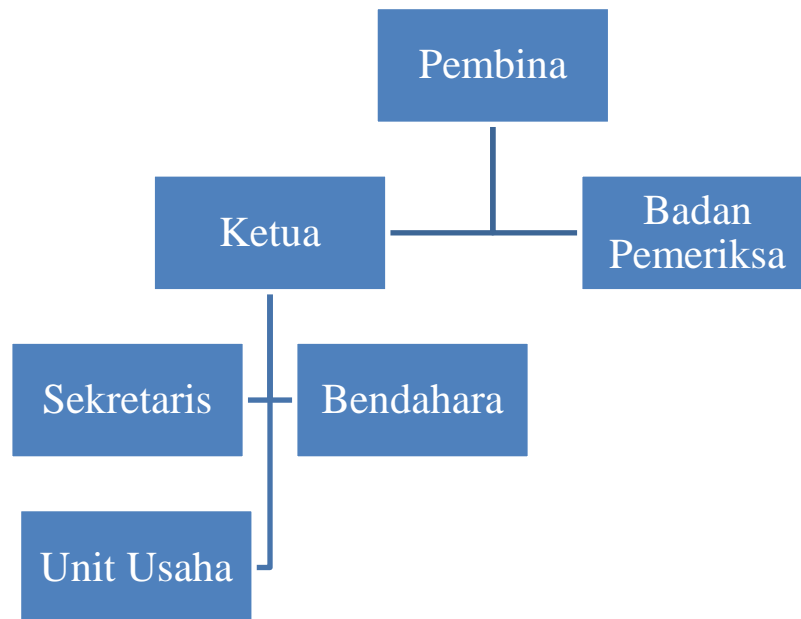 Pembina
Ketua
Badan
Pemeriksa
Sekretaris
Bendahara
Unit Usaha